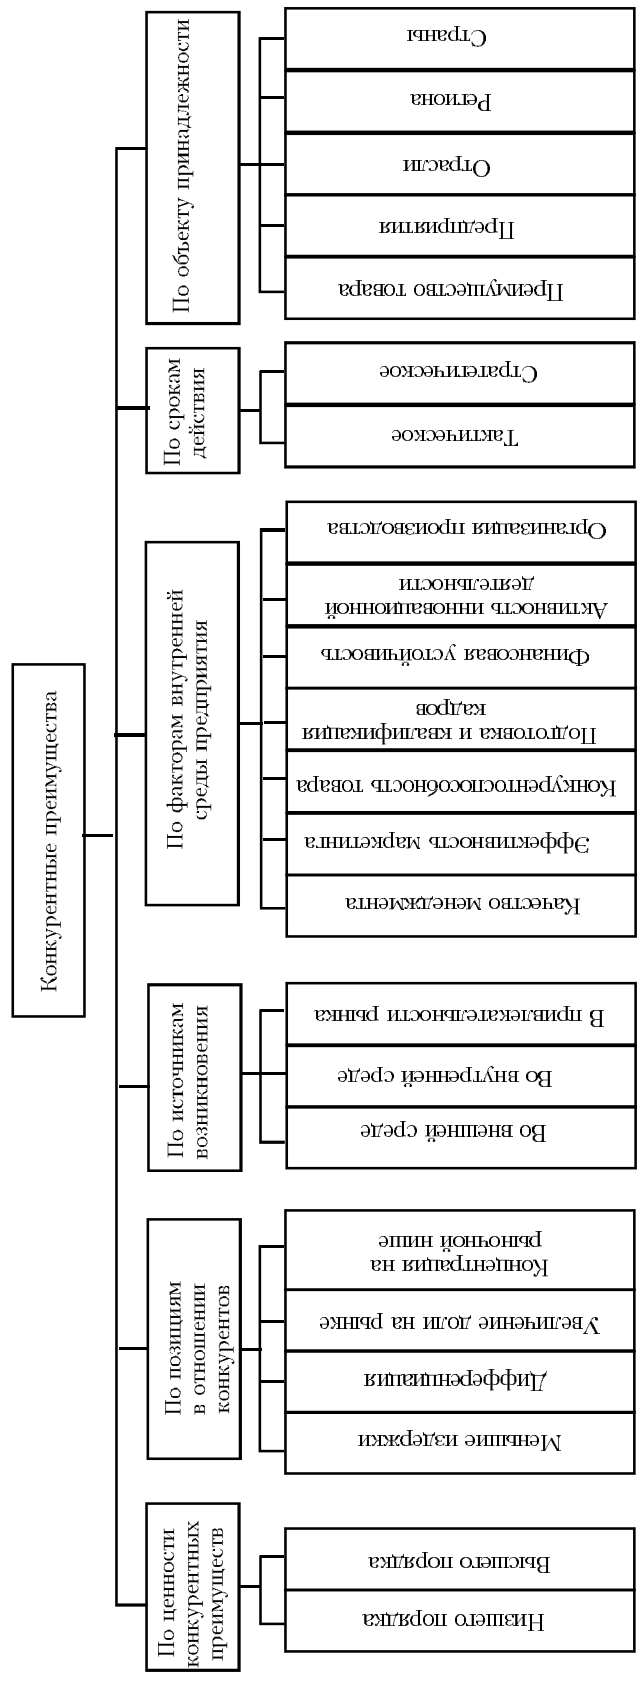 Конкурентные преимущества
По ценности
конкурентных
преимуществ
Низшего порядка
Высшего порядка
По позициям
в отношении
конкурентов
Меньшие издержки
Дифференциация
Увеличение доли на рынке
Концентрация на
рыночной нише
По источникам
возникновения
Во внешней среде
Во внутренней среде
В привлекательности рынка
По факторам внутренней
среды предприятия
Качество менеджмента
Эффективность маркетинга
Конкурентоспособность товара
Подготовка и квалификация
кадров
Финансовая устойчивость
Активность инновационной
деятельности
Организация производства
По срокам
действия
Тактическое
Стратегическое
По объекту принадлежности
Преимущество товара
Предприятия
Отрасли
Региона
Страны